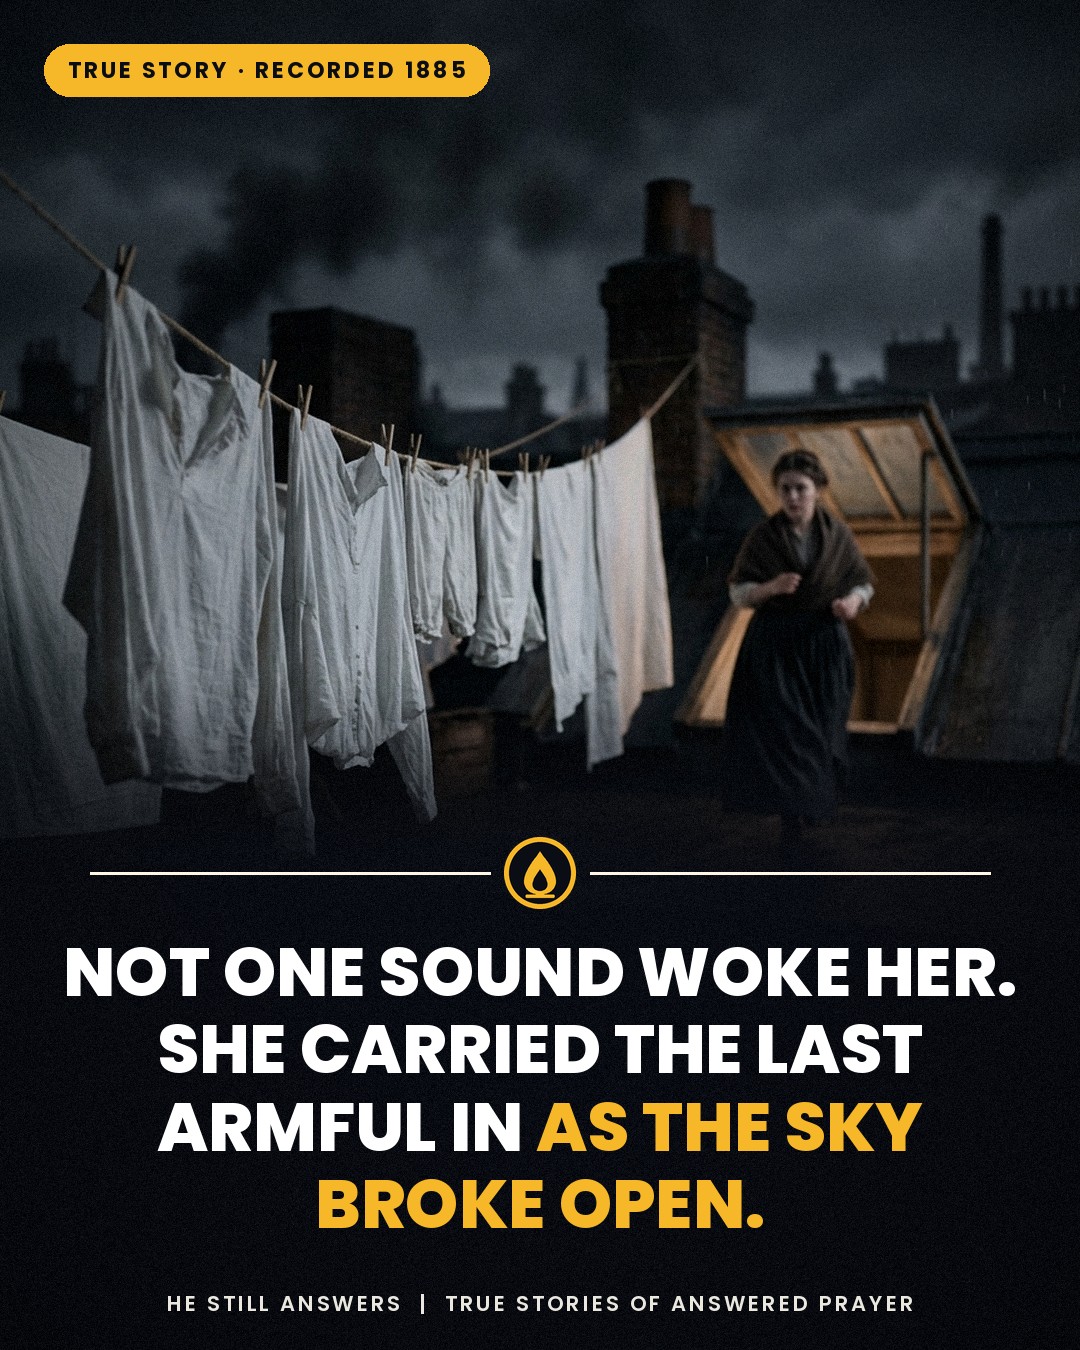 TRUE STORY · RECORDED 1885
NOT ONE SOUND WOKE HER.
SHE CARRIED THE LAST
ARMFUL IN AS THE SKY
BROKE OPEN.
HE STILL ANSWERS | TRUE STORIES OF ANSWERED PRAYER